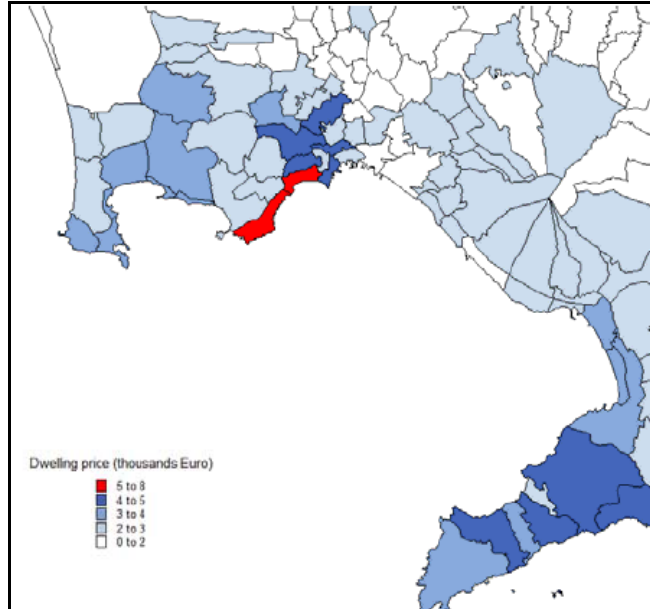 Dwelling price (thousands Euro)
5 to 8
4 to 5
3 to 4
2 to 3
0 to 2